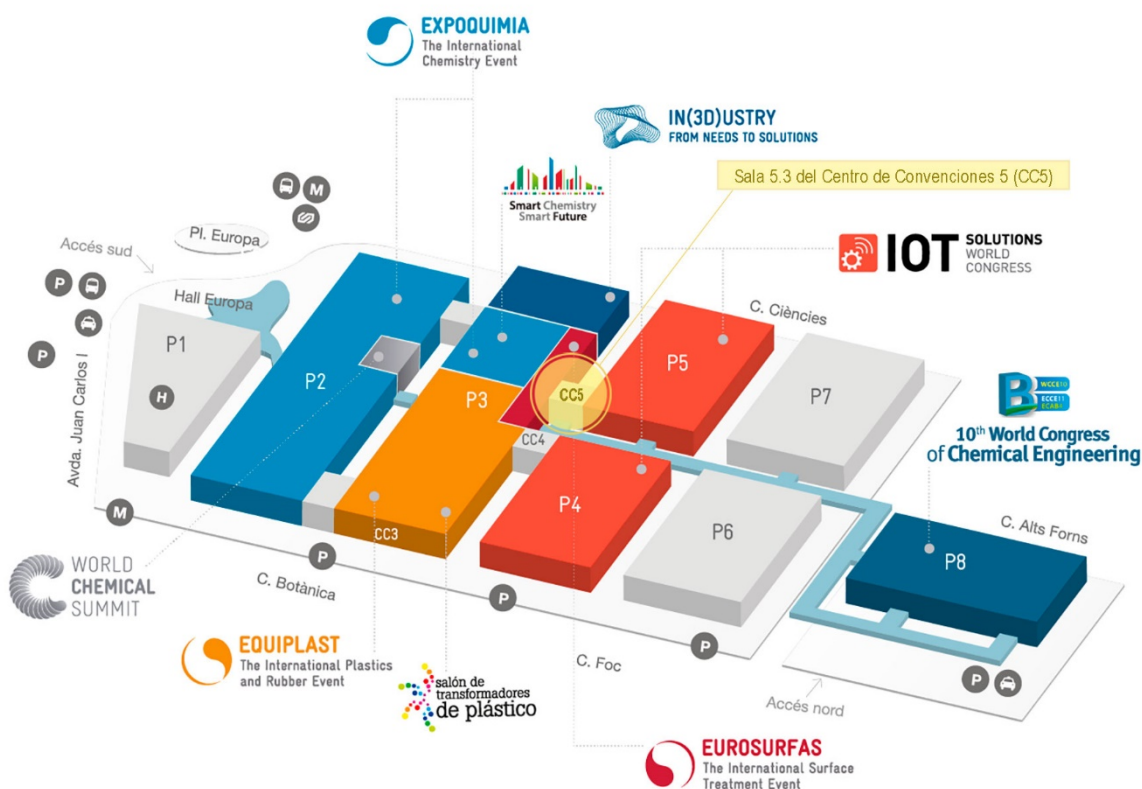 EXPOQUIMIA
The International
Chemistry Event
IN(3D)USTRY
FROM NEEDS TO SOLUTIONS
Smart Chemistry
Smart Future
Sala 5.3 del Centro de Convenciones 5 (CC5)
IOT SOLUTIONS
WORLD
CONGRESS
M
Pl. Europa
Accés sud
P
Hall Europa
P
Avda. Juan Carlos I
P1
H
P2
P3
CC5
CC4
P5
C. Ciències
P7
WCCE10
ECCE11
ECAB4
B
10th World Congress
of Chemical Engineering
P4
P6
C. Alts Forns
P8
CC3
M
P
C. Botànica
P
C. Foc
P
P
Accés nord
WORLD
CHEMICAL
SUMMIT
EQUIPLAST
The International Plastics
and Rubber Event
salón de
transformadores
de plástico
EUROSURFAS
The International Surface
Treatment Event